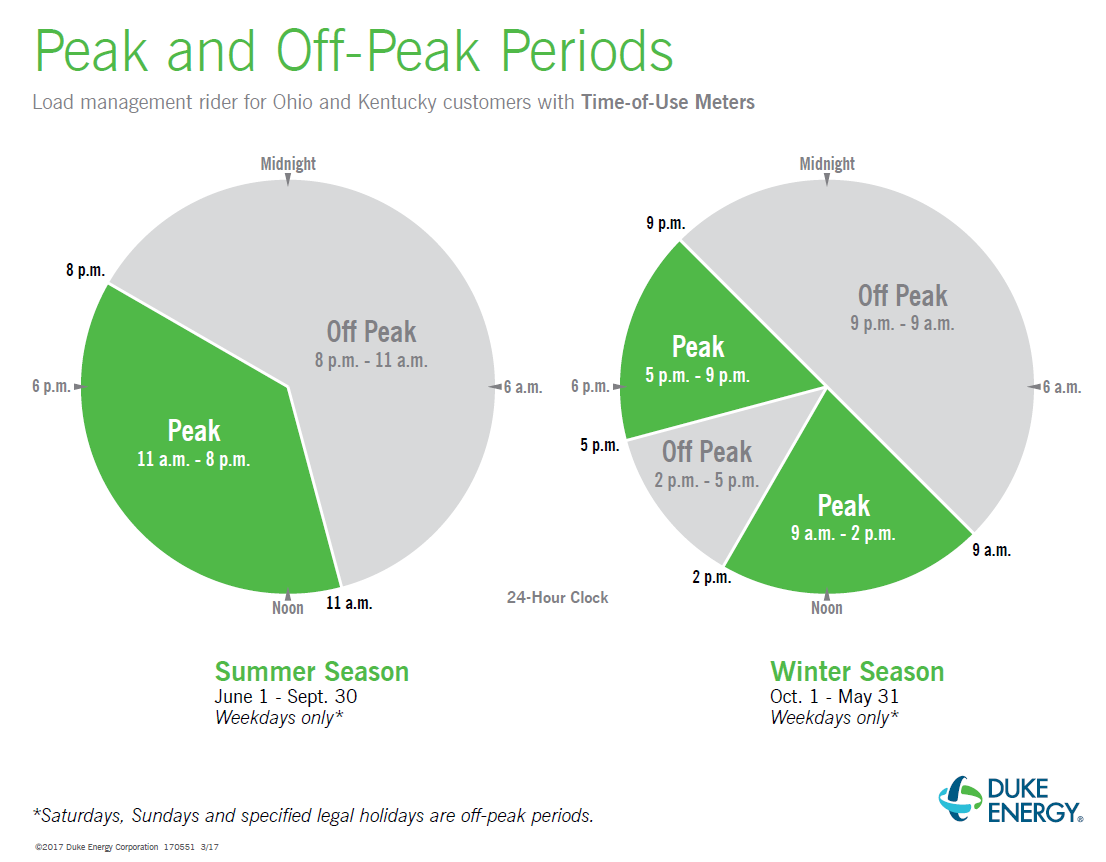 Peak and Off-Peak Periods
Load management rider for Ohio and Kentucky customers with Time-of-Use Meters
Midnight
8 p.m.
Off Peak
8 p.m. - 11 a.m.
6 p.m.
6 a.m.
Peak
11 a.m. - 8 p.m.
Noon
11 a.m.
Midnight
9 p.m.
Off Peak
9 p.m. - 9 a.m.
Peak
5 p.m. - 9 p.m.
6 p.m.
6 a.m.
5 p.m.
Off Peak
2 p.m. - 5 p.m.
Peak
9 a.m. - 2 p.m.
9 a.m.
2 p.m.
Noon
24-Hour Clock
Summer Season
June 1 - Sept. 30
Weekdays only*
Winter Season
Oct. 1 - May 31
Weekdays only*
*Saturdays, Sundays and specified legal holidays are off-peak periods.
DUKE
ENERGY®
©2017 Duke Energy Corporation 170551 3/17